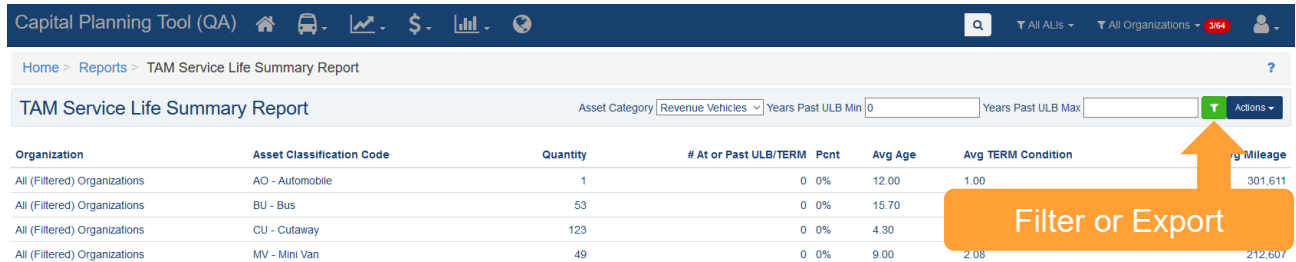 Capital Planning Tool (QA) $ All ALIs All Organizations 3/64
Home > Reports > TAM Service Life Summary Report ?
TAM Service Life Summary Report Asset Category Revenue Vehicles Years Past ULB Min 0 Years Past ULB Max Actions
Organization Asset Classification Code Quantity # At or Past ULB/TERM Pcnt Avg Age Avg TERM Condition Mileage
All (Filtered) Organizations AO - Automobile 1 0 0% 12.00 1.00 301,611
All (Filtered) Organizations BU - Bus 53 0 0% 15.70
All (Filtered) Organizations CU - Cutaway 123 0 0% 4.30
Filter or Export
All (Filtered) Organizations MV - Mini Van 49 0 0% 9.00 2.08 212,607